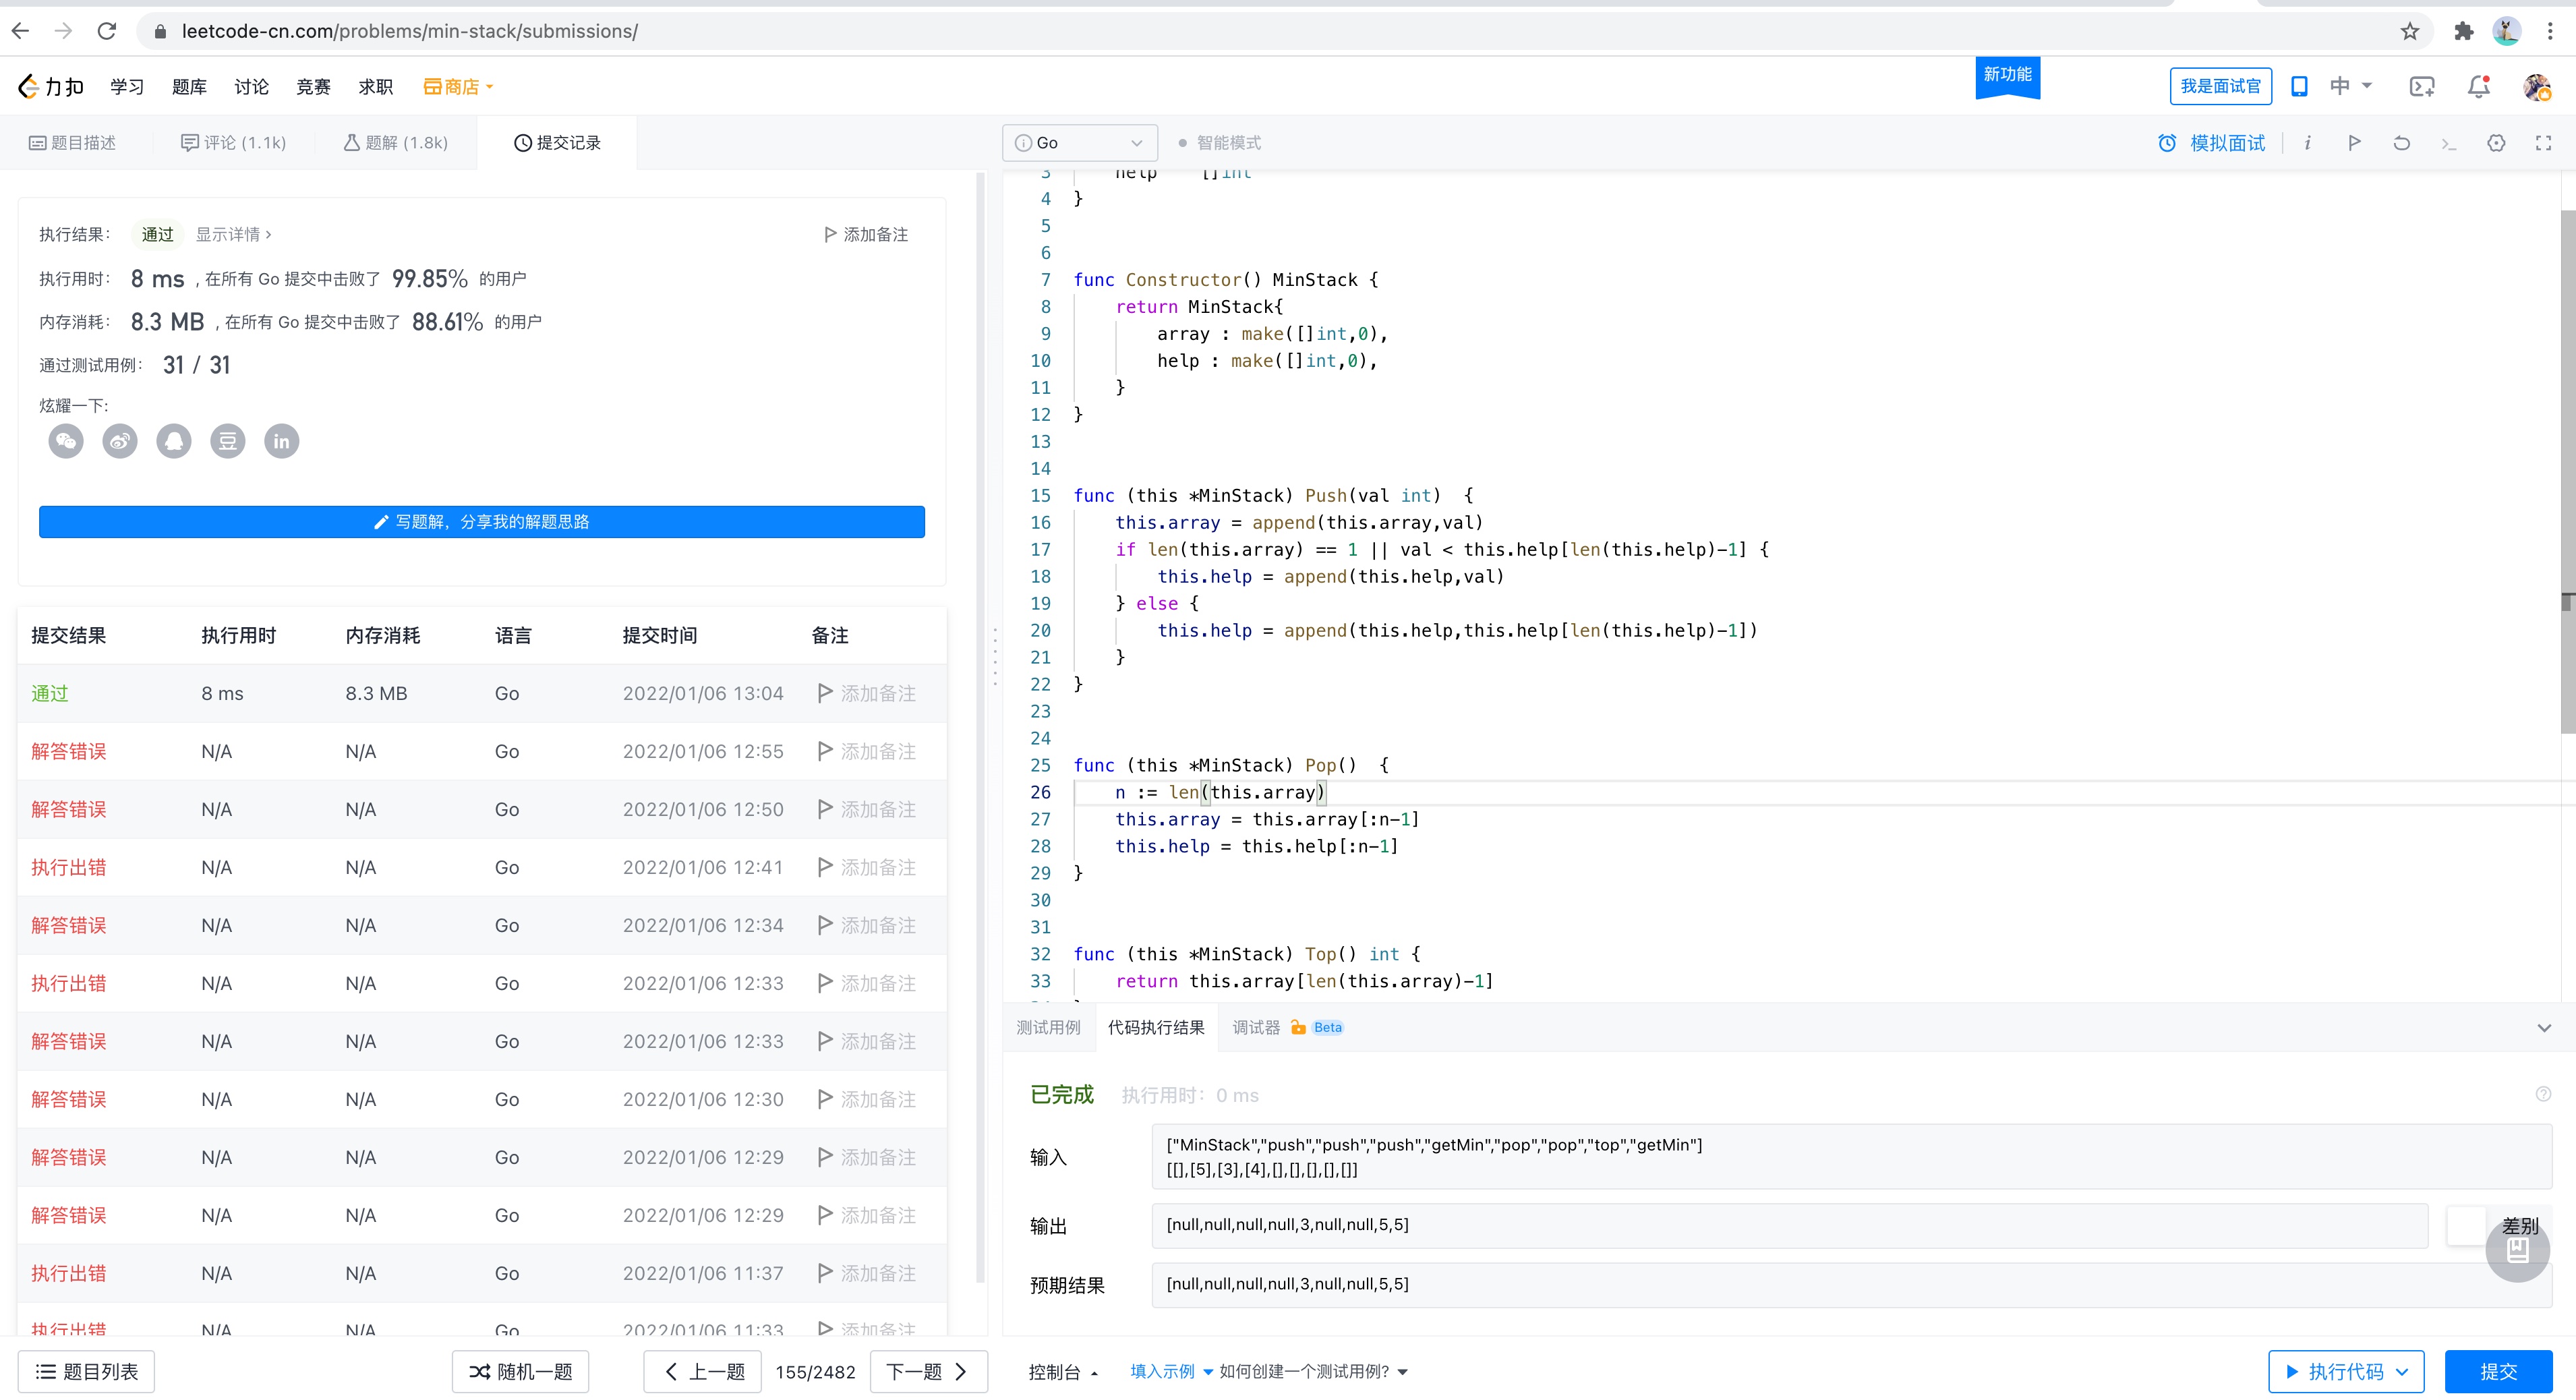 leetcode-cn.com/problems/min-stack/submissions/
力扣 学习 题库 讨论 竞赛 求职 商店 新功能 我是面试官 中
题目描述 评论 (1.1k) 题解 (1.8k) 提交记录
Go 智能模式 模拟面试 i
执行结果： 通过 显示详情 > 添加备注
执行用时： 8 ms , 在所有 Go 提交中击败了 99.85% 的用户
内存消耗： 8.3 MB , 在所有 Go 提交中击败了 88.61% 的用户
通过测试用例： 31 / 31
炫耀一下:
豆 in
写题解，分享我的解题思路
提交结果 执行用时 内存消耗 语言 提交时间 备注
通过 8 ms 8.3 MB Go 2022/01/06 13:04 添加备注
解答错误 N/A N/A Go 2022/01/06 12:55 添加备注
解答错误 N/A N/A Go 2022/01/06 12:50 添加备注
执行出错 N/A N/A Go 2022/01/06 12:41 添加备注
解答错误 N/A N/A Go 2022/01/06 12:34 添加备注
执行出错 N/A N/A Go 2022/01/06 12:33 添加备注
解答错误 N/A N/A Go 2022/01/06 12:33 添加备注
解答错误 N/A N/A Go 2022/01/06 12:30 添加备注
解答错误 N/A N/A Go 2022/01/06 12:29 添加备注
解答错误 N/A N/A Go 2022/01/06 12:29 添加备注
执行出错 N/A N/A Go 2022/01/06 11:37 添加备注
执行出错 N/A N/A Go 2022/01/06 11:33 添加备注
3 help []int
4 }
5
6
7 func Constructor() MinStack {
8 return MinStack{
9 array : make([]int,0),
10 help : make([]int,0),
11 }
12 }
13
14
15 func (this *MinStack) Push(val int)  {
16 this.array = append(this.array,val)
17 if len(this.array) == 1 || val < this.help[len(this.help)-1] {
18 this.help = append(this.help,val)
19 } else {
20 this.help = append(this.help,this.help[len(this.help)-1])
21 }
22 }
23
24
25 func (this *MinStack) Pop()  {
26 n := len(this.array)
27 this.array = this.array[:n-1]
28 this.help = this.help[:n-1]
29 }
30
31
32 func (this *MinStack) Top() int {
33 return this.array[len(this.array)-1]
测试用例 代码执行结果 调试器 Beta
已完成 执行用时：0 ms
输入
["MinStack","push","push","push","getMin","pop","pop","top","getMin"]
[[],[5],[3],[4],[],[],[],[],[]]
输出 [null,null,null,null,3,null,null,5,5] 差别
预期结果 [null,null,null,null,3,null,null,5,5]
题目列表 随机一题 上一题 155/2482 下一题 控制台 填入示例 如何创建一个测试用例? 执行代码 提交